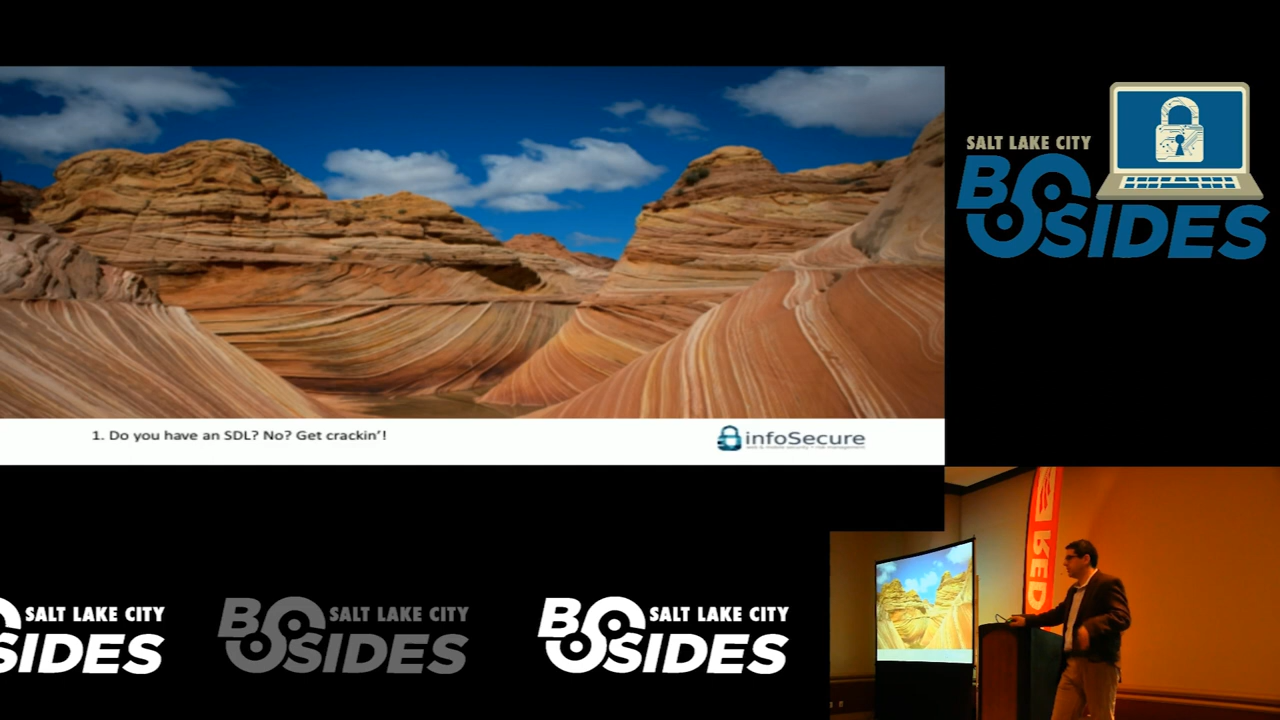 SALT LAKE CITY
BSIDES
1. Do you have an SDL? No? Get crackin'!
infoSecure
RED
SALT LAKE CITY
SIDES
SALT LAKE CITY
BSIDES
SALT LAKE CITY
BSIDES